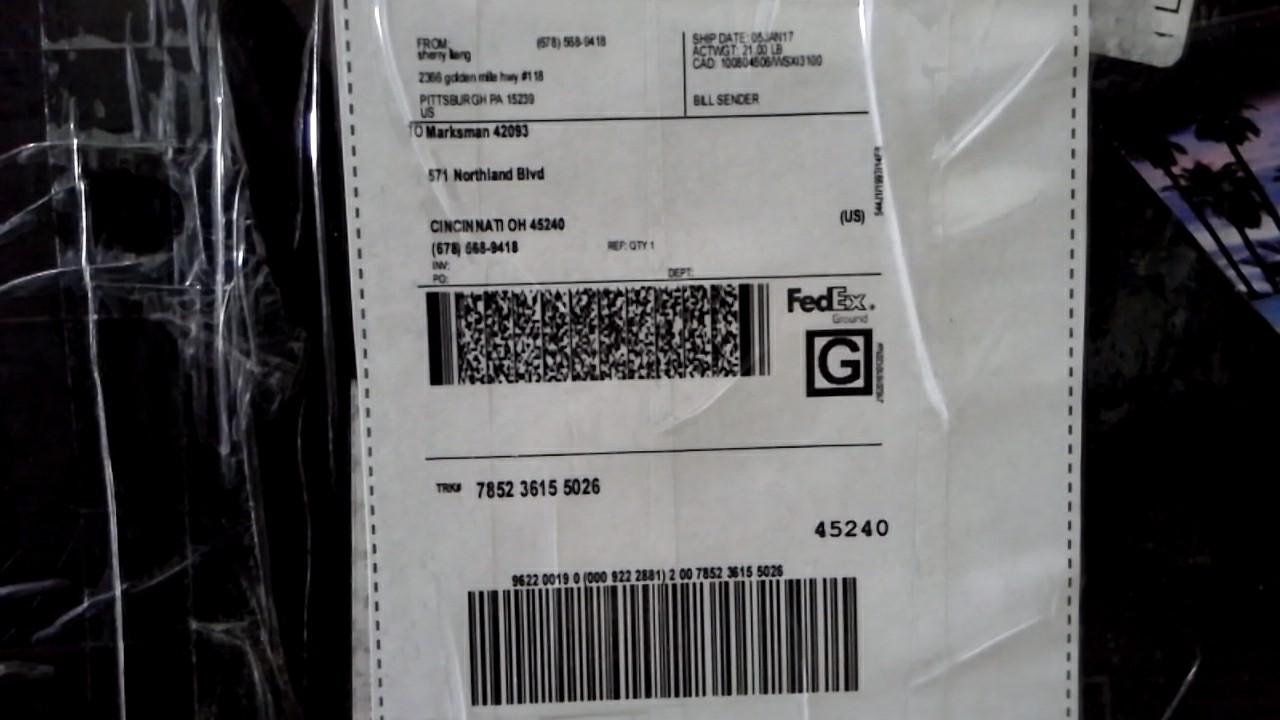 FROM: (678) 568-9418
sherry liang
2366 golden mile hwy #118
PITTSBURGH PA 15239
US
SHIP DATE: 05JAN17
ACTWGT: 21.00 LB
CAD: 100804606/WSXI3100
BILL SENDER
TO Marksman 42093
571 Northland Blvd
CINCINNATI OH 45240
(US)
(678) 568-9418
REF: QTY 1
INV:
PO:
DEPT:
FedEx.
Ground
G
TRK# 7852 3615 5026
45240
9622 0019 0 (000 922 2881) 2 00 7852 3615 5026